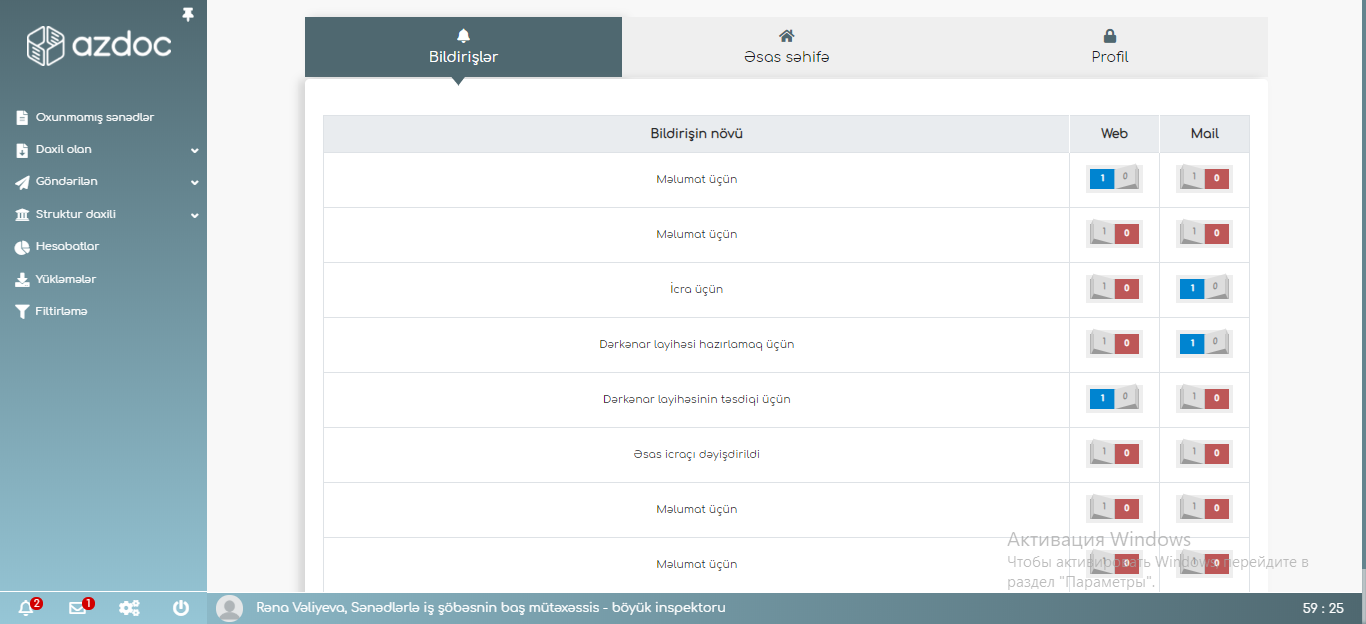 azdoc
Oxunmamış sənədlər
Daxil olan
Göndərilən
Struktur daxili
Hesabatlar
Yükləmələr
Filtirləmə
Bildirişlər
Əsas səhifə
Profil
Bildirişin növü Web Mail
Məlumat üçün 1 0 1 0
Məlumat üçün 1 0 1 0
İcra üçün 1 0 1 0
Dərkənar layihəsi hazırlamaq üçün 1 0 1 0
Dərkənar layihəsinin təsdiqi üçün 1 0 1 0
Əsas icraçı dəyişdirildi 1 0 1 0
Məlumat üçün 1 0 1 0
Məlumat üçün 1 0 1 0
Активация Windows
Чтобы активировать Windows, перейдите в
раздел "Параметры".
2 1
Rəna Vəliyeva, Sənədlərlə iş şöbəsnin baş mütəxəssis - böyük inspektoru
59 : 25